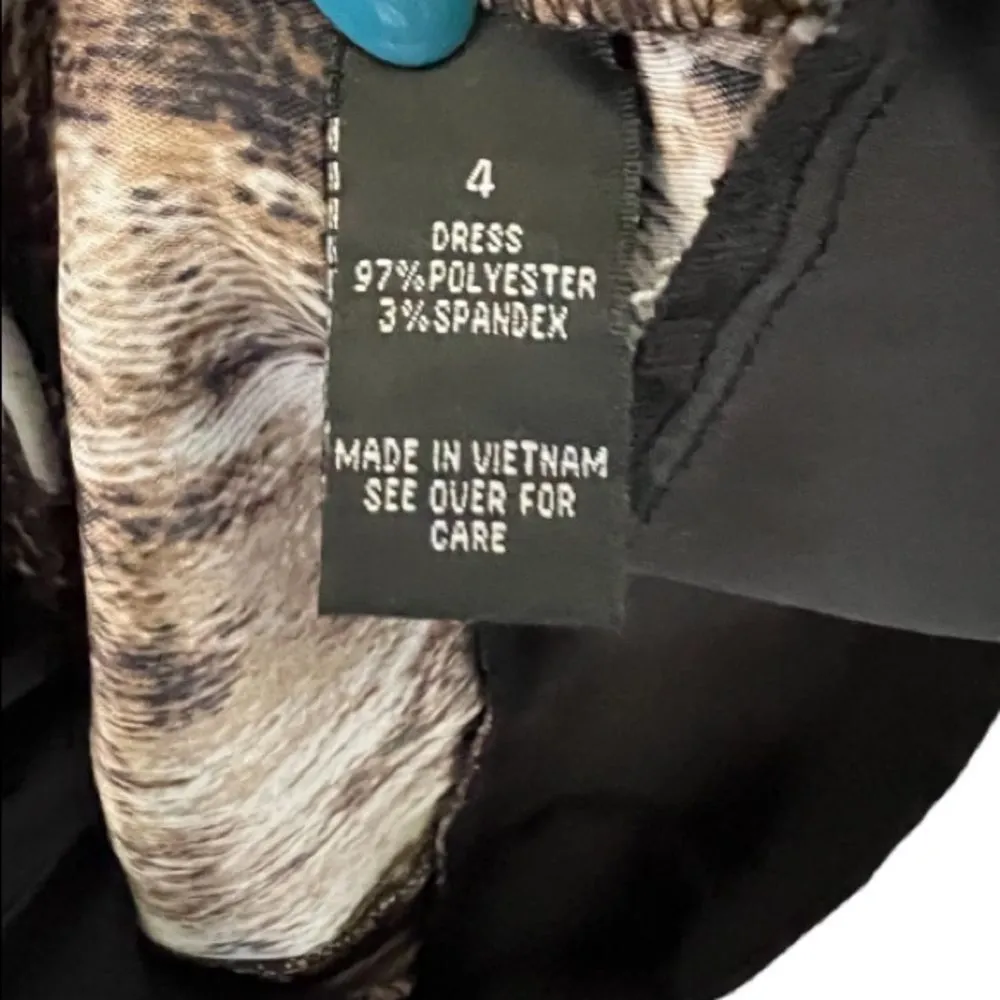 4
DRESS
97%POLYESTER
3%SPANDEX
MADE IN VIETNAM
SEE OVER FOR
CARE